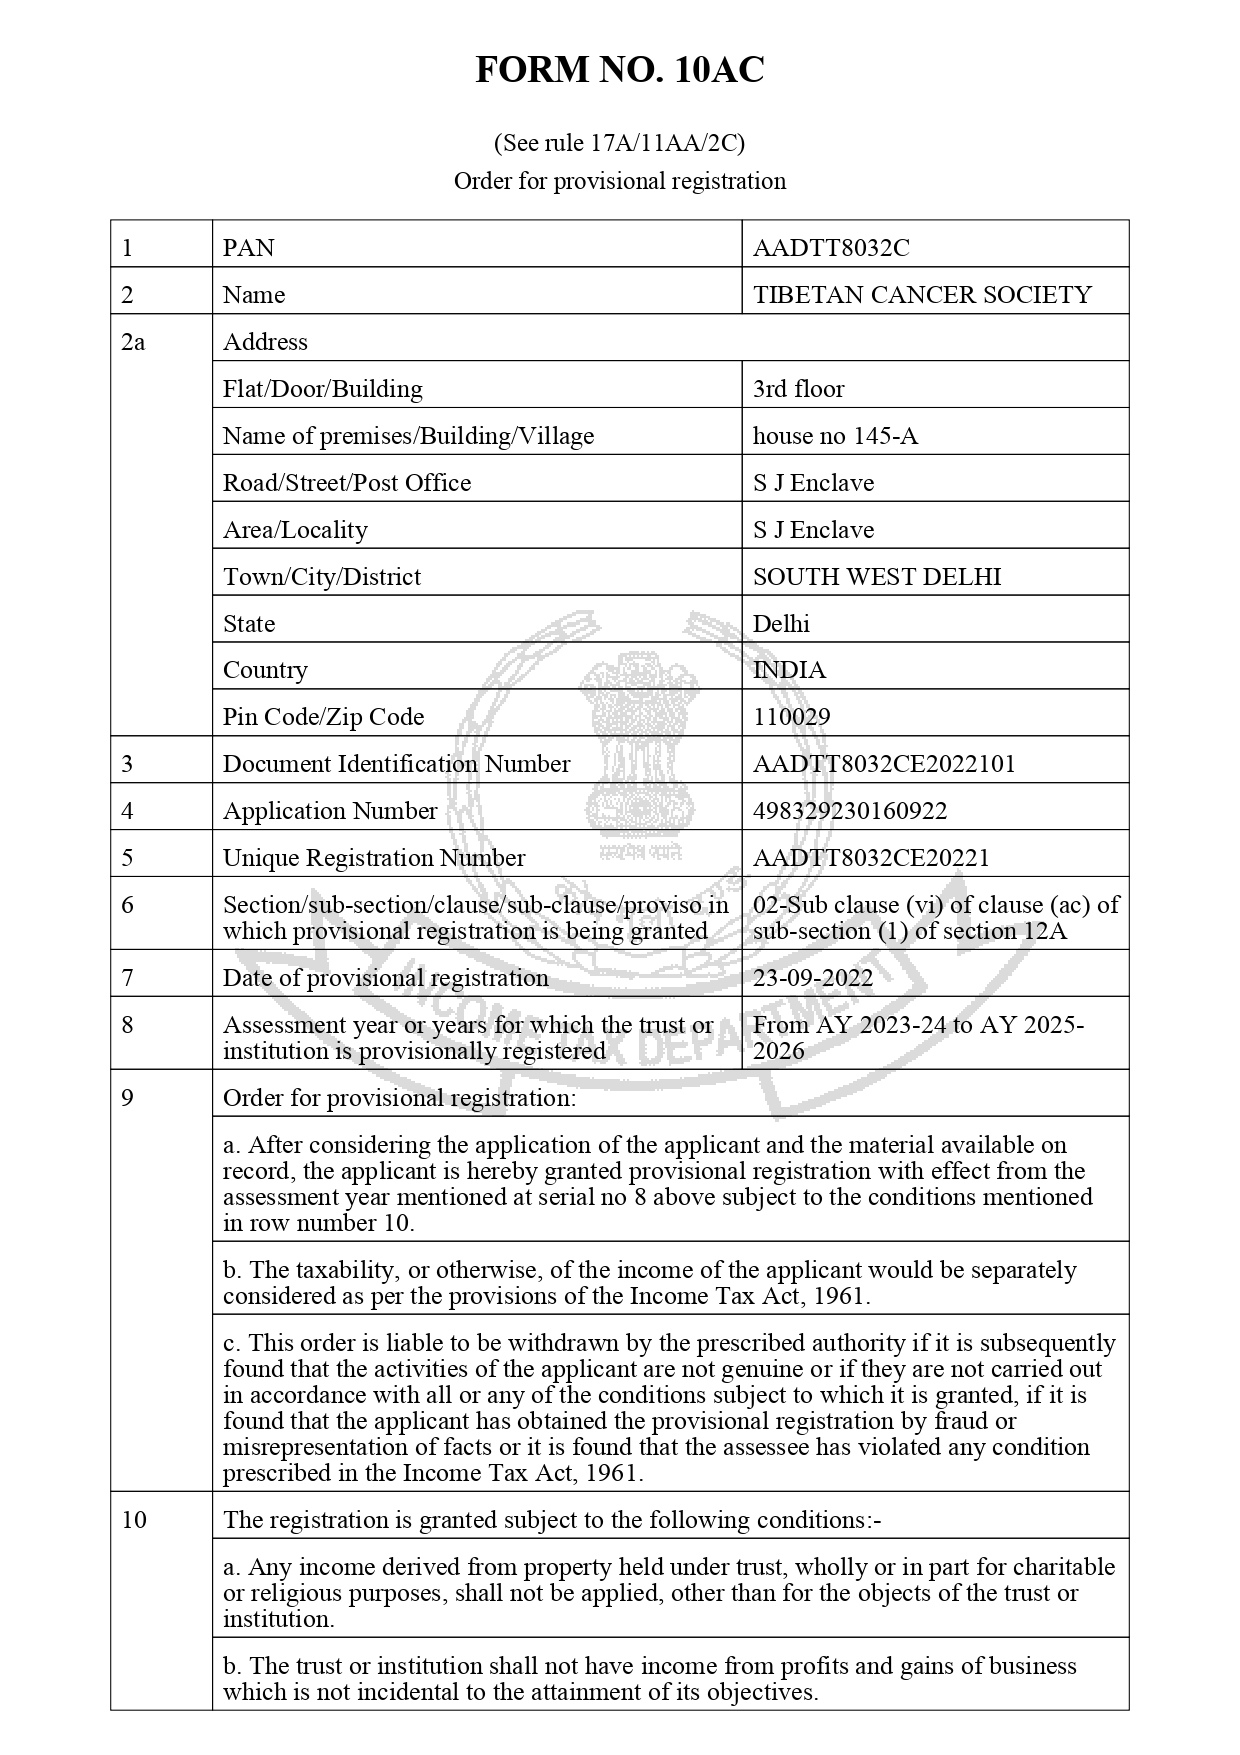 FORM NO. 10AC
(See rule 17A/11AA/2C)
Order for provisional registration
1 PAN AADTT8032C
2 Name TIBETAN CANCER SOCIETY
2a Address
Flat/Door/Building 3rd floor
Name of premises/Building/Village house no 145-A
Road/Street/Post Office S J Enclave
Area/Locality S J Enclave
Town/City/District SOUTH WEST DELHI
State Delhi
Country INDIA
Pin Code/Zip Code 110029
3 Document Identification Number AADTT8032CE2022101
4 Application Number 498329230160922
सत्यमेव जयते
5 Unique Registration Number AADTT8032CE20221
6 Section/sub-section/clause/sub-clause/proviso in 02-Sub clause (vi) of clause (ac) of
which provisional registration is being granted sub-section (1) of section 12A
7 Date of provisional registration 23-09-2022
INCOME TAX DEPARTMENT
8 Assessment year or years for which the trust or From AY 2023-24 to AY 2025-
institution is provisionally registered 2026
9 Order for provisional registration:
a. After considering the application of the applicant and the material available on
record, the applicant is hereby granted provisional registration with effect from the
assessment year mentioned at serial no 8 above subject to the conditions mentioned
in row number 10.
b. The taxability, or otherwise, of the income of the applicant would be separately
considered as per the provisions of the Income Tax Act, 1961.
c. This order is liable to be withdrawn by the prescribed authority if it is subsequently
found that the activities of the applicant are not genuine or if they are not carried out
in accordance with all or any of the conditions subject to which it is granted, if it is
found that the applicant has obtained the provisional registration by fraud or
misrepresentation of facts or it is found that the assessee has violated any condition
prescribed in the Income Tax Act, 1961.
10 The registration is granted subject to the following conditions:-
a. Any income derived from property held under trust, wholly or in part for charitable
or religious purposes, shall not be applied, other than for the objects of the trust or
institution.
b. The trust or institution shall not have income from profits and gains of business
which is not incidental to the attainment of its objectives.